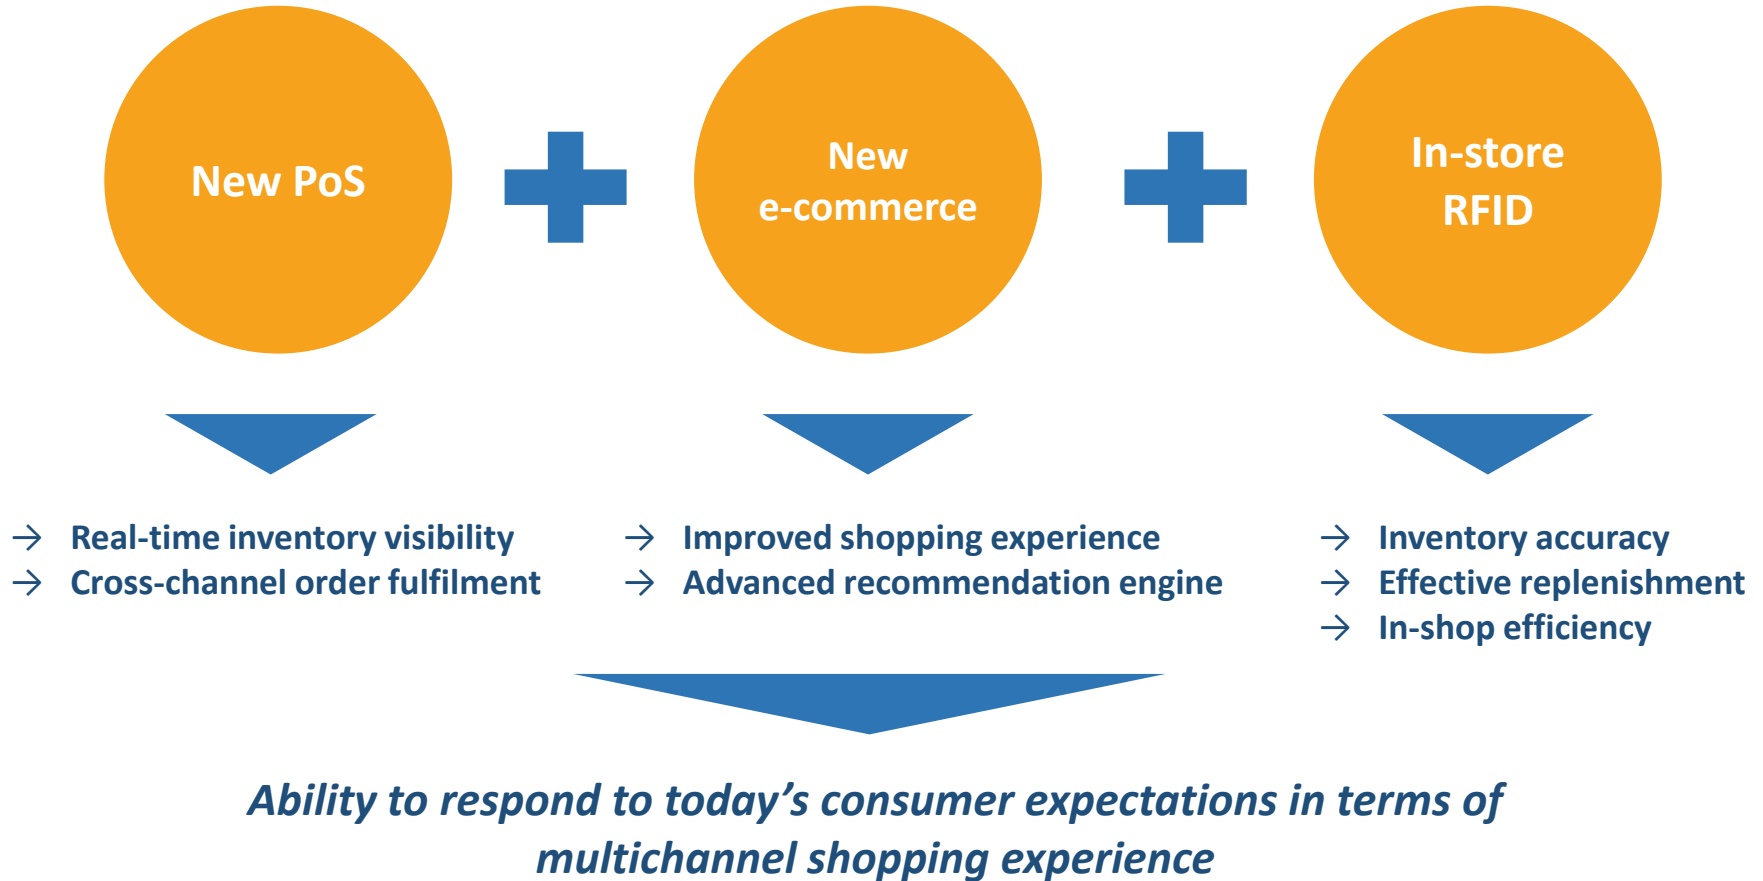 New PoS
New
e-commerce
In-store
RFID
→ Real-time inventory visibility
→ Cross-channel order fulfilment
→ Improved shopping experience
→ Advanced recommendation engine
→ Inventory accuracy
→ Effective replenishment
→ In-shop efficiency
Ability to respond to today’s consumer expectations in terms of
multichannel shopping experience